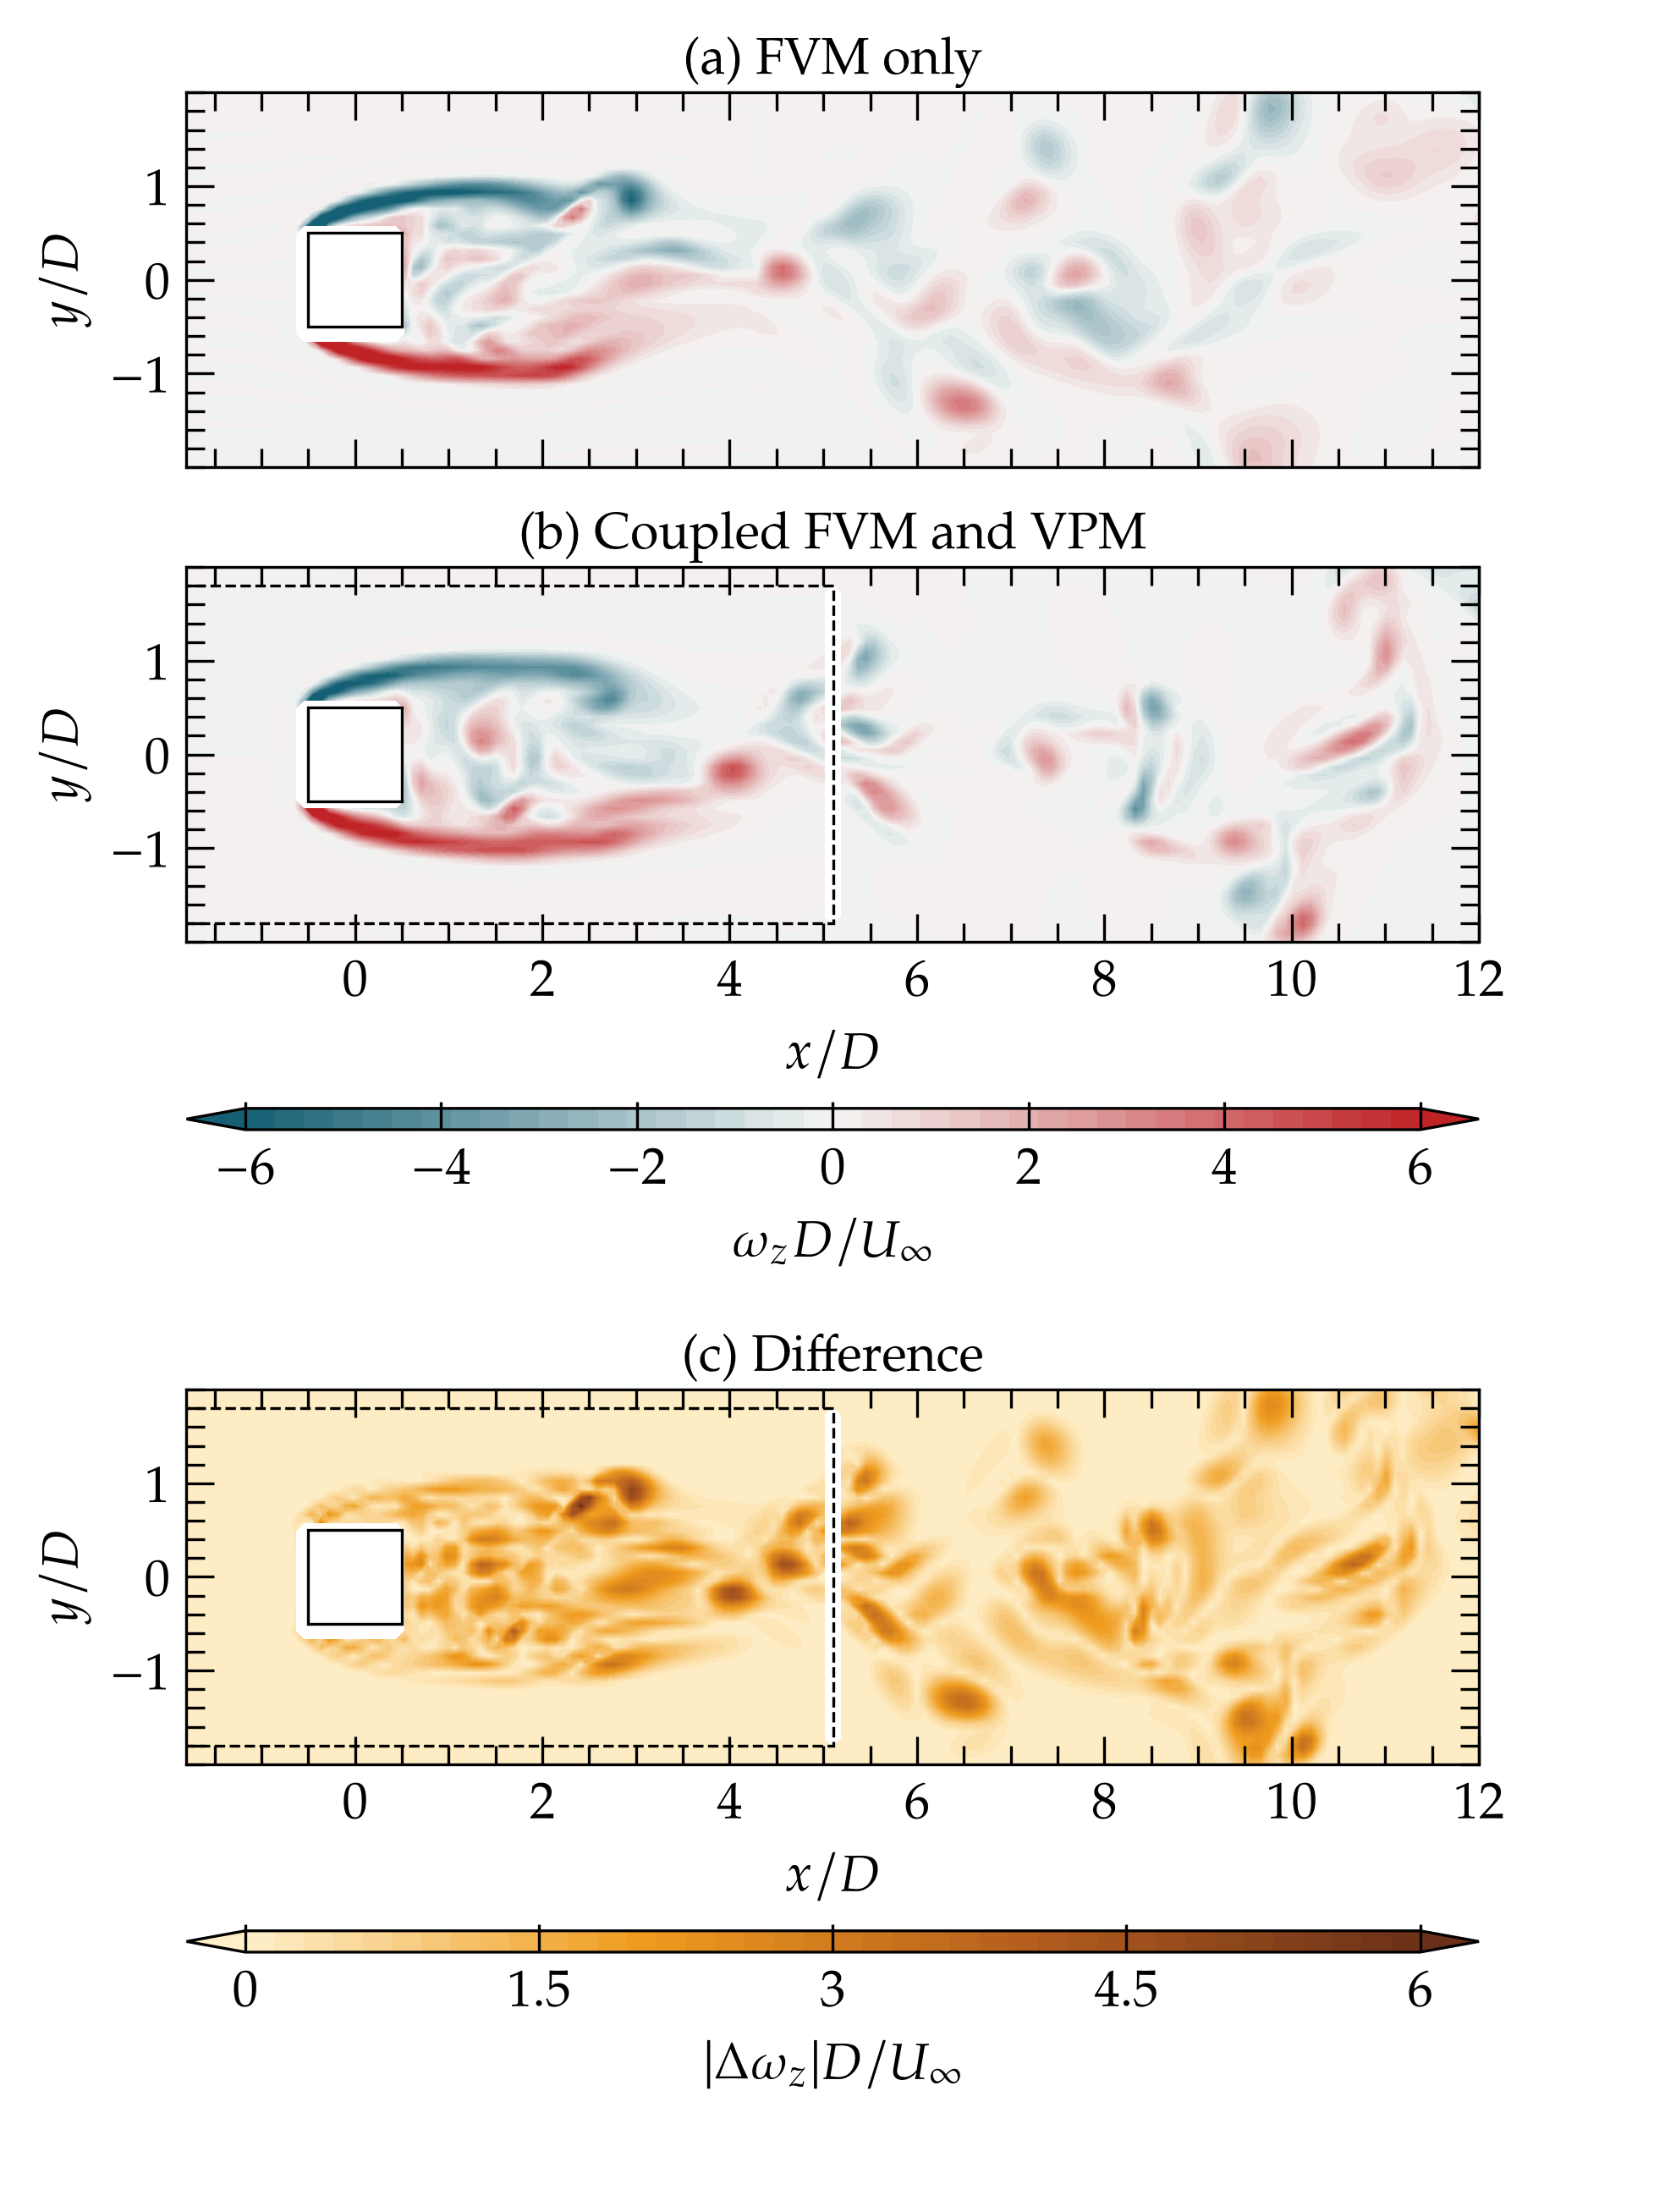 (a) FVM only
1
0
−1
y/D
(b) Coupled FVM and VPM
1
0
−1
y/D
0 2 4 6 8 10 12
x/D
−6 −4 −2 0 2 4 6
ω_z D/U_∞
(c) Difference
1
0
−1
y/D
0 2 4 6 8 10 12
x/D
0 1.5 3 4.5 6
|Δω_z|D/U_∞